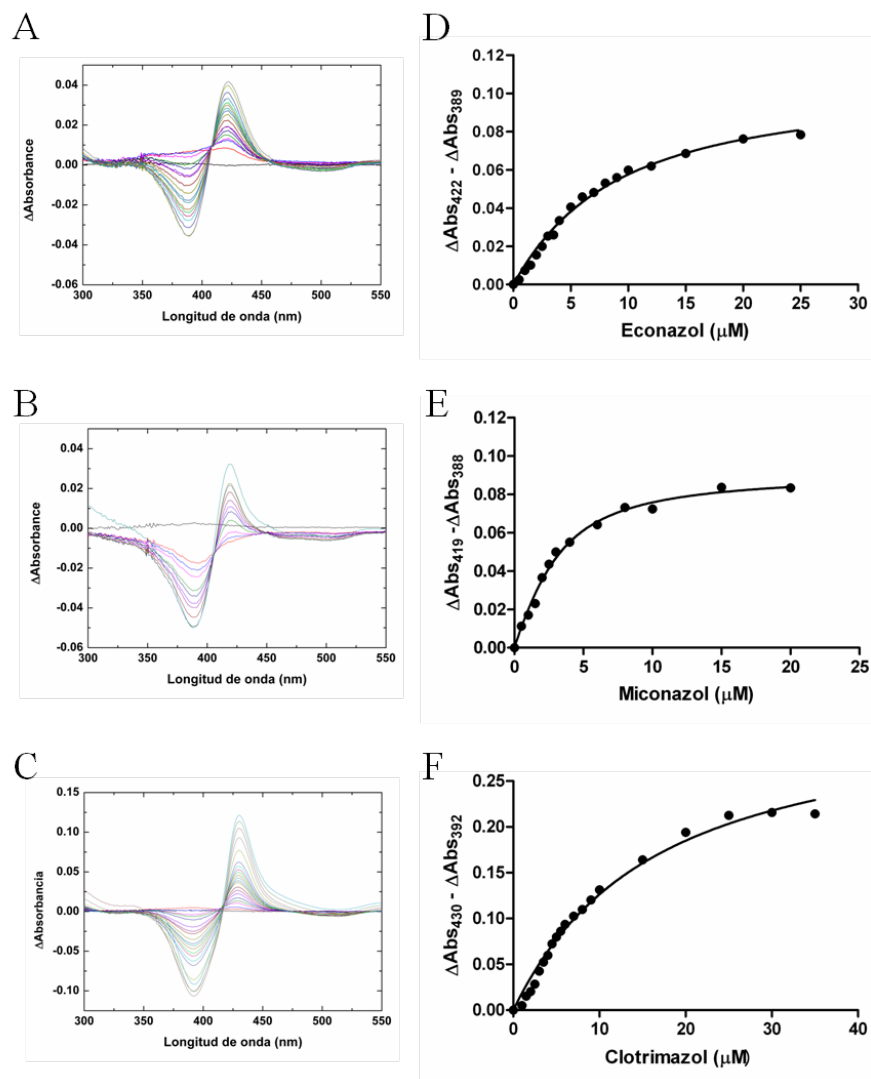 A
ΔAbsorbance
0.04
0.02
0.00
-0.02
-0.04
-0.06
300 350 400 450 500 550
Longitud de onda (nm)
D
ΔAbs422 - ΔAbs389
0.12
0.10
0.08
0.06
0.04
0.02
0.00
0 5 10 15 20 25 30
Econazol (μM)
B
ΔAbsorbance
0.04
0.02
0.00
-0.02
-0.04
-0.06
300 350 400 450 500 550
Longitud de onda (nm)
E
ΔAbs419 -ΔAbs388
0.12
0.10
0.08
0.06
0.04
0.02
0.00
0 5 10 15 20 25
Miconazol (μM)
C
ΔAbsorbancia
0.15
0.10
0.05
0.00
-0.05
-0.10
300 350 400 450 500 550
Longitud de onda (nm)
F
ΔAbs430 - ΔAbs392
0.25
0.20
0.15
0.10
0.05
0.00
0 10 20 30 40
Clotrimazol (μM)